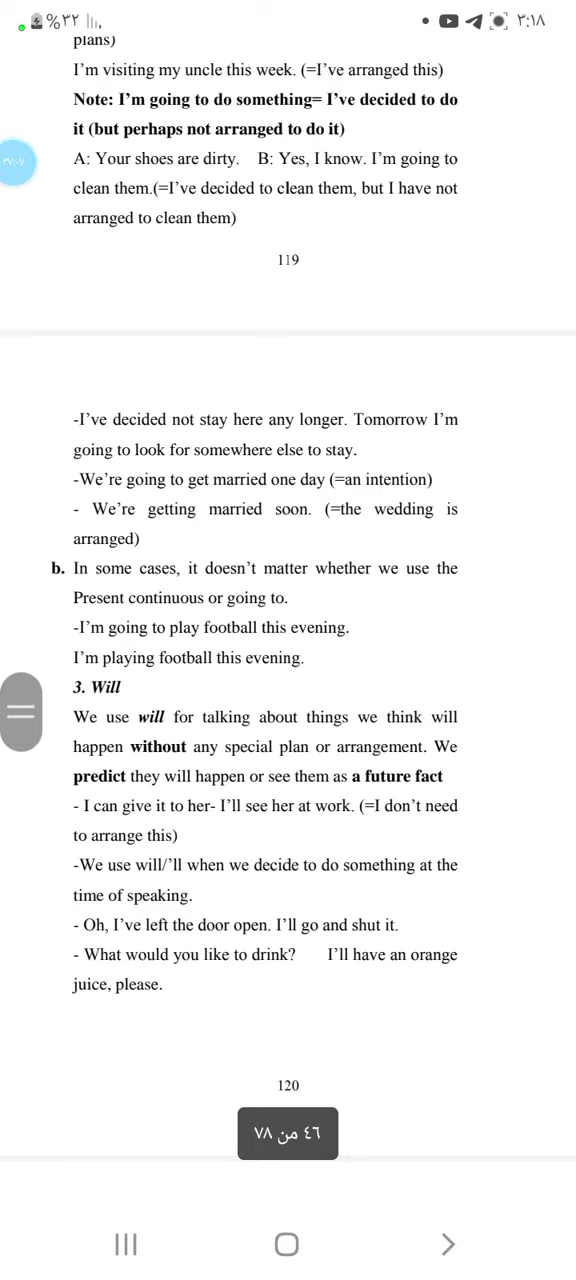 %٣٢ ٣:١٨
plans)
I'm visiting my uncle this week. (=I've arranged this)
Note: I'm going to do something= I've decided to do
it (but perhaps not arranged to do it)
A: Your shoes are dirty. B: Yes, I know. I'm going to
clean them.(=I've decided to clean them, but I have not
arranged to clean them)
119
-I've decided not stay here any longer. Tomorrow I'm
going to look for somewhere else to stay.
-We're going to get married one day (=an intention)
- We're getting married soon. (=the wedding is
arranged)
b. In some cases, it doesn't matter whether we use the
Present continuous or going to.
-I'm going to play football this evening.
I'm playing football this evening.
3. Will
We use will for talking about things we think will
happen without any special plan or arrangement. We
predict they will happen or see them as a future fact
- I can give it to her- I'll see her at work. (=I don't need
to arrange this)
-We use will/'ll when we decide to do something at the
time of speaking.
- Oh, I've left the door open. I'll go and shut it.
- What would you like to drink? I'll have an orange
juice, please.
120
٤٦ من ٧٨